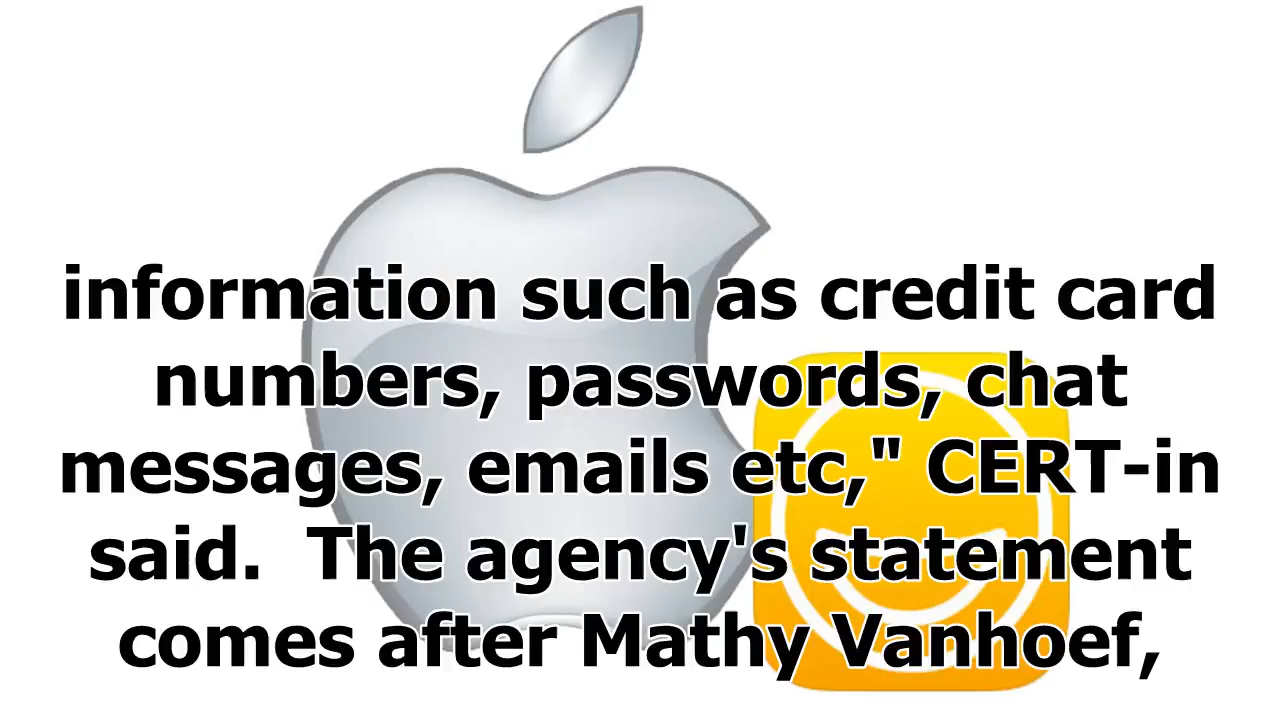 information such as credit card
numbers, passwords, chat
messages, emails etc," CERT-in
said.  The agency's statement
comes after Mathy Vanhoef,